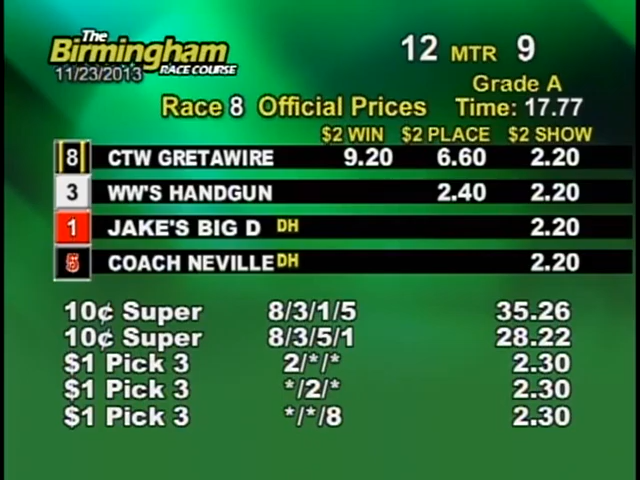 The
Birmingham
RACE COURSE
11/23/2013
12 MTR 9
Grade A
Race 8 Official Prices Time: 17.77
$2 WIN $2 PLACE $2 SHOW
8 CTW GRETAWIRE 9.20 6.60 2.20
3 WW'S HANDGUN 2.40 2.20
1 JAKE'S BIG D DH 2.20
5 COACH NEVILLE DH 2.20
10¢ Super 8/3/1/5 35.26
10¢ Super 8/3/5/1 28.22
$1 Pick 3 2/*/* 2.30
$1 Pick 3 */2/* 2.30
$1 Pick 3 */*/8 2.30